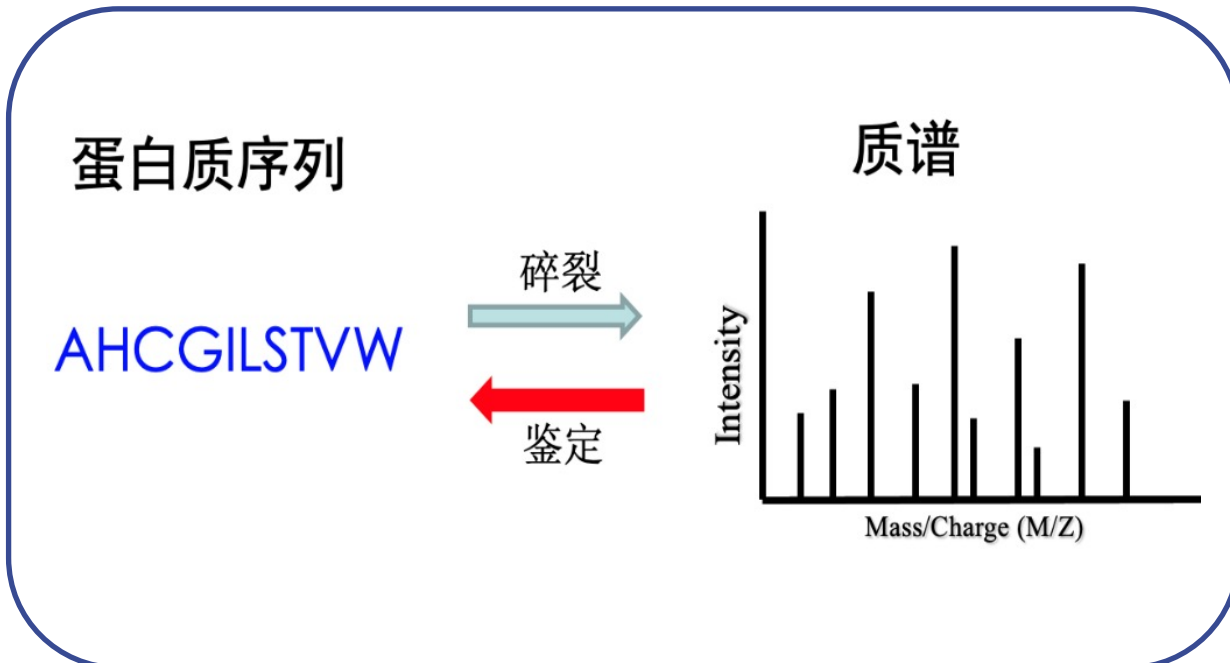 蛋白质序列
质谱
碎裂
AHCGILSTVW
鉴定
Intensity
Mass/Charge (M/Z)